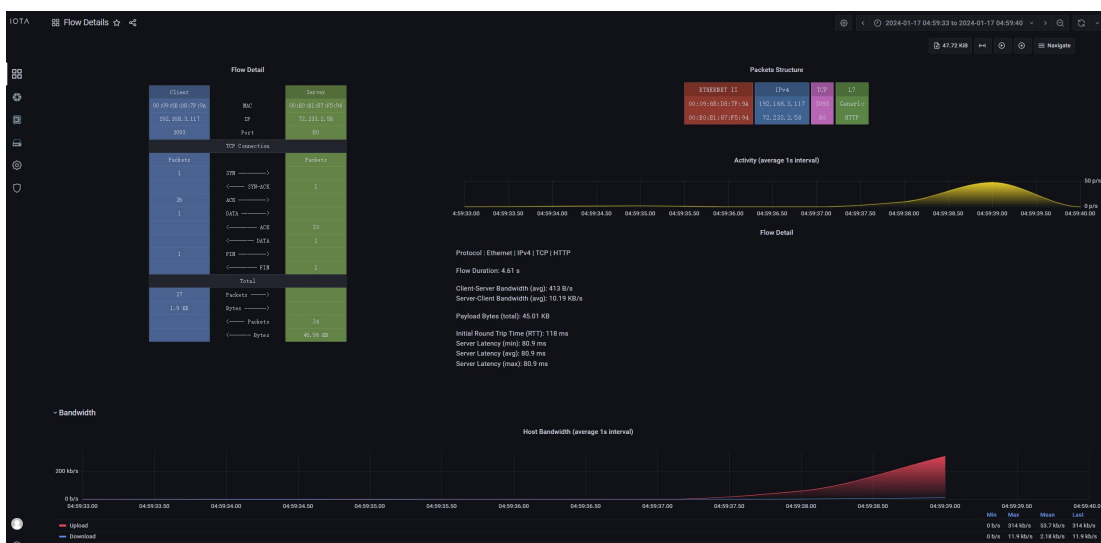 IOTA
Flow Details
2024-01-17 04:59:33 to 2024-01-17 04:59:40
47.72 KiB
Navigate
Flow Detail
Client Server
00:09:6B:D8:7F:9A MAC 00:E0:B1:87:F5:94
192.168.3.117 IP 72.233.2.58
3093 Port 80
TCP Connection
Packets Packets
1 SYN ———>
<——— SYN-ACK 1
26 ACK ———>
1 DATA ———>
<——— ACK 33
<——— DATA 1
1 FIN ———>
<——— FIN 1
Total
27 Packets ———>
1.9 KB Bytes ———>
<——— Packets 34
<——— Bytes 46.96 KB
Packets Structure
ETHERNET II IPv4 TCP L7
00:09:6B:D8:7F:9A 192.168.3.117 3093 Generic
00:E0:B1:87:F5:94 72.233.2.58 80 HTTP
Activity (average 1s interval)
50 p/s
0 p/s
4:59:33.00 04:59:33.50 04:59:34.00 04:59:34.50 04:59:35.00 04:59:35.50 04:59:36.00 04:59:36.50 04:59:37.00 04:59:37.50 04:59:38.00 04:59:38.50 04:59:39.00 04:59:39.50 04:59:40.00
Flow Detail
Protocol : Ethernet | IPv4 | TCP | HTTP
Flow Duration: 4.61 s
Client-Server Bandwidth (avg): 413 B/s
Server-Client Bandwidth (avg): 10.19 KB/s
Payload Bytes (total): 45.01 KB
Initial Round Trip Time (RTT): 118 ms
Server Latency (min): 80.9 ms
Server Latency (avg): 80.9 ms
Server Latency (max): 80.9 ms
Bandwidth
Host Bandwidth (average 1s interval)
200 kb/s
0 b/s
04:59:33.00 04:59:33.50 04:59:34.00 04:59:34.50 04:59:35.00 04:59:35.50 04:59:36.00 04:59:36.50 04:59:37.00 04:59:37.50 04:59:38.00 04:59:38.50 04:59:39.00 04:59:39.50 04:59:40.0
Min Max Mean Last
Upload 0 b/s 314 kb/s 53.7 kb/s 314 kb/s
Download 0 b/s 11.9 kb/s 2.18 kb/s 11.9 kb/s